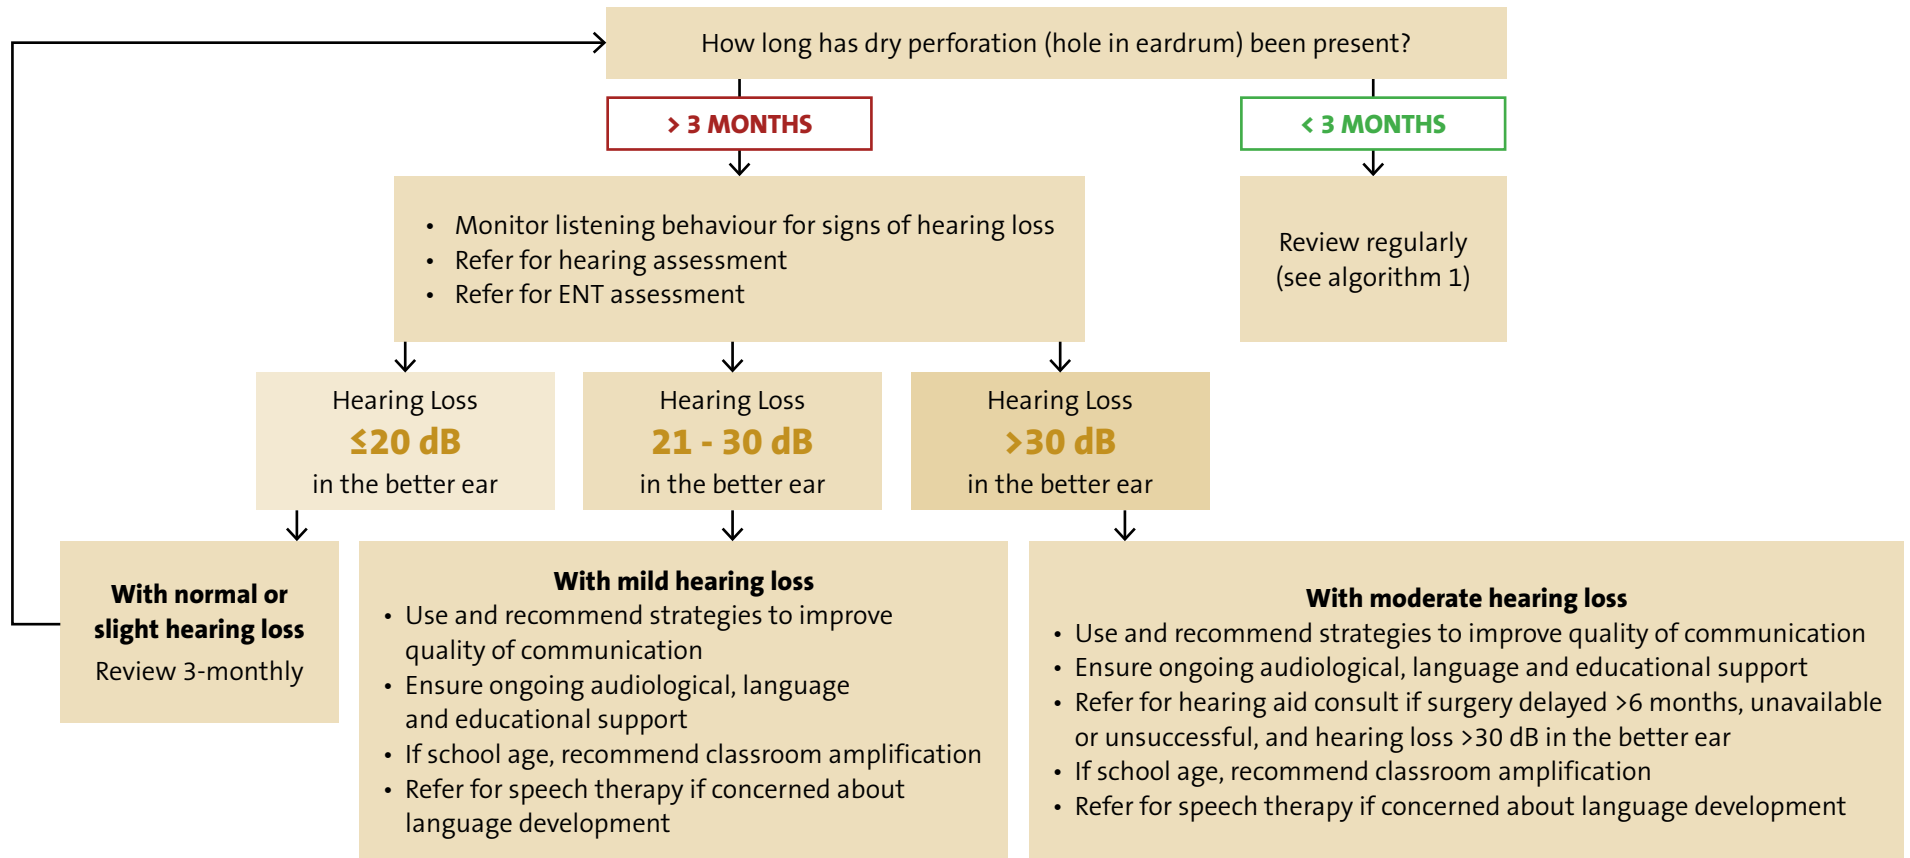 How long has dry perforation (hole in eardrum) been present?
> 3 MONTHS
< 3 MONTHS
• Monitor listening behaviour for signs of hearing loss
• Refer for hearing assessment
• Refer for ENT assessment
Review regularly
(see algorithm 1)
Hearing Loss
≤20 dB
in the better ear
Hearing Loss
21 - 30 dB
in the better ear
Hearing Loss
>30 dB
in the better ear
With normal or
slight hearing loss
Review 3-monthly
With mild hearing loss
• Use and recommend strategies to improve
quality of communication
• Ensure ongoing audiological, language
and educational support
• If school age, recommend classroom amplification
• Refer for speech therapy if concerned about
language development
With moderate hearing loss
• Use and recommend strategies to improve quality of communication
• Ensure ongoing audiological, language and educational support
• Refer for hearing aid consult if surgery delayed >6 months, unavailable
or unsuccessful, and hearing loss >30 dB in the better ear
• If school age, recommend classroom amplification
• Refer for speech therapy if concerned about language development